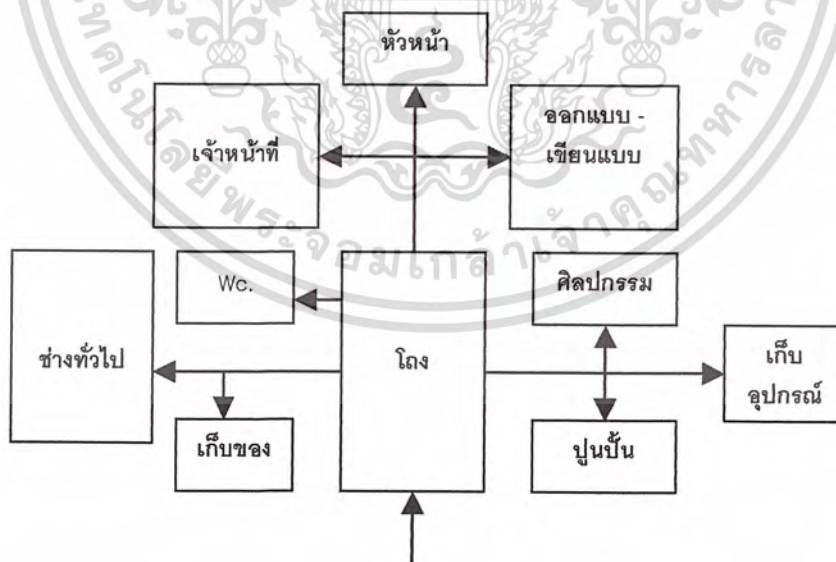 หัวหน้า
เจ้าหน้าที่
ออกแบบ -
เขียนแบบ
Wc.
ศิลปกรรม
ช่างทั่วไป
โถง
เก็บ
อุปกรณ์
เก็บของ
ปูนปั้น